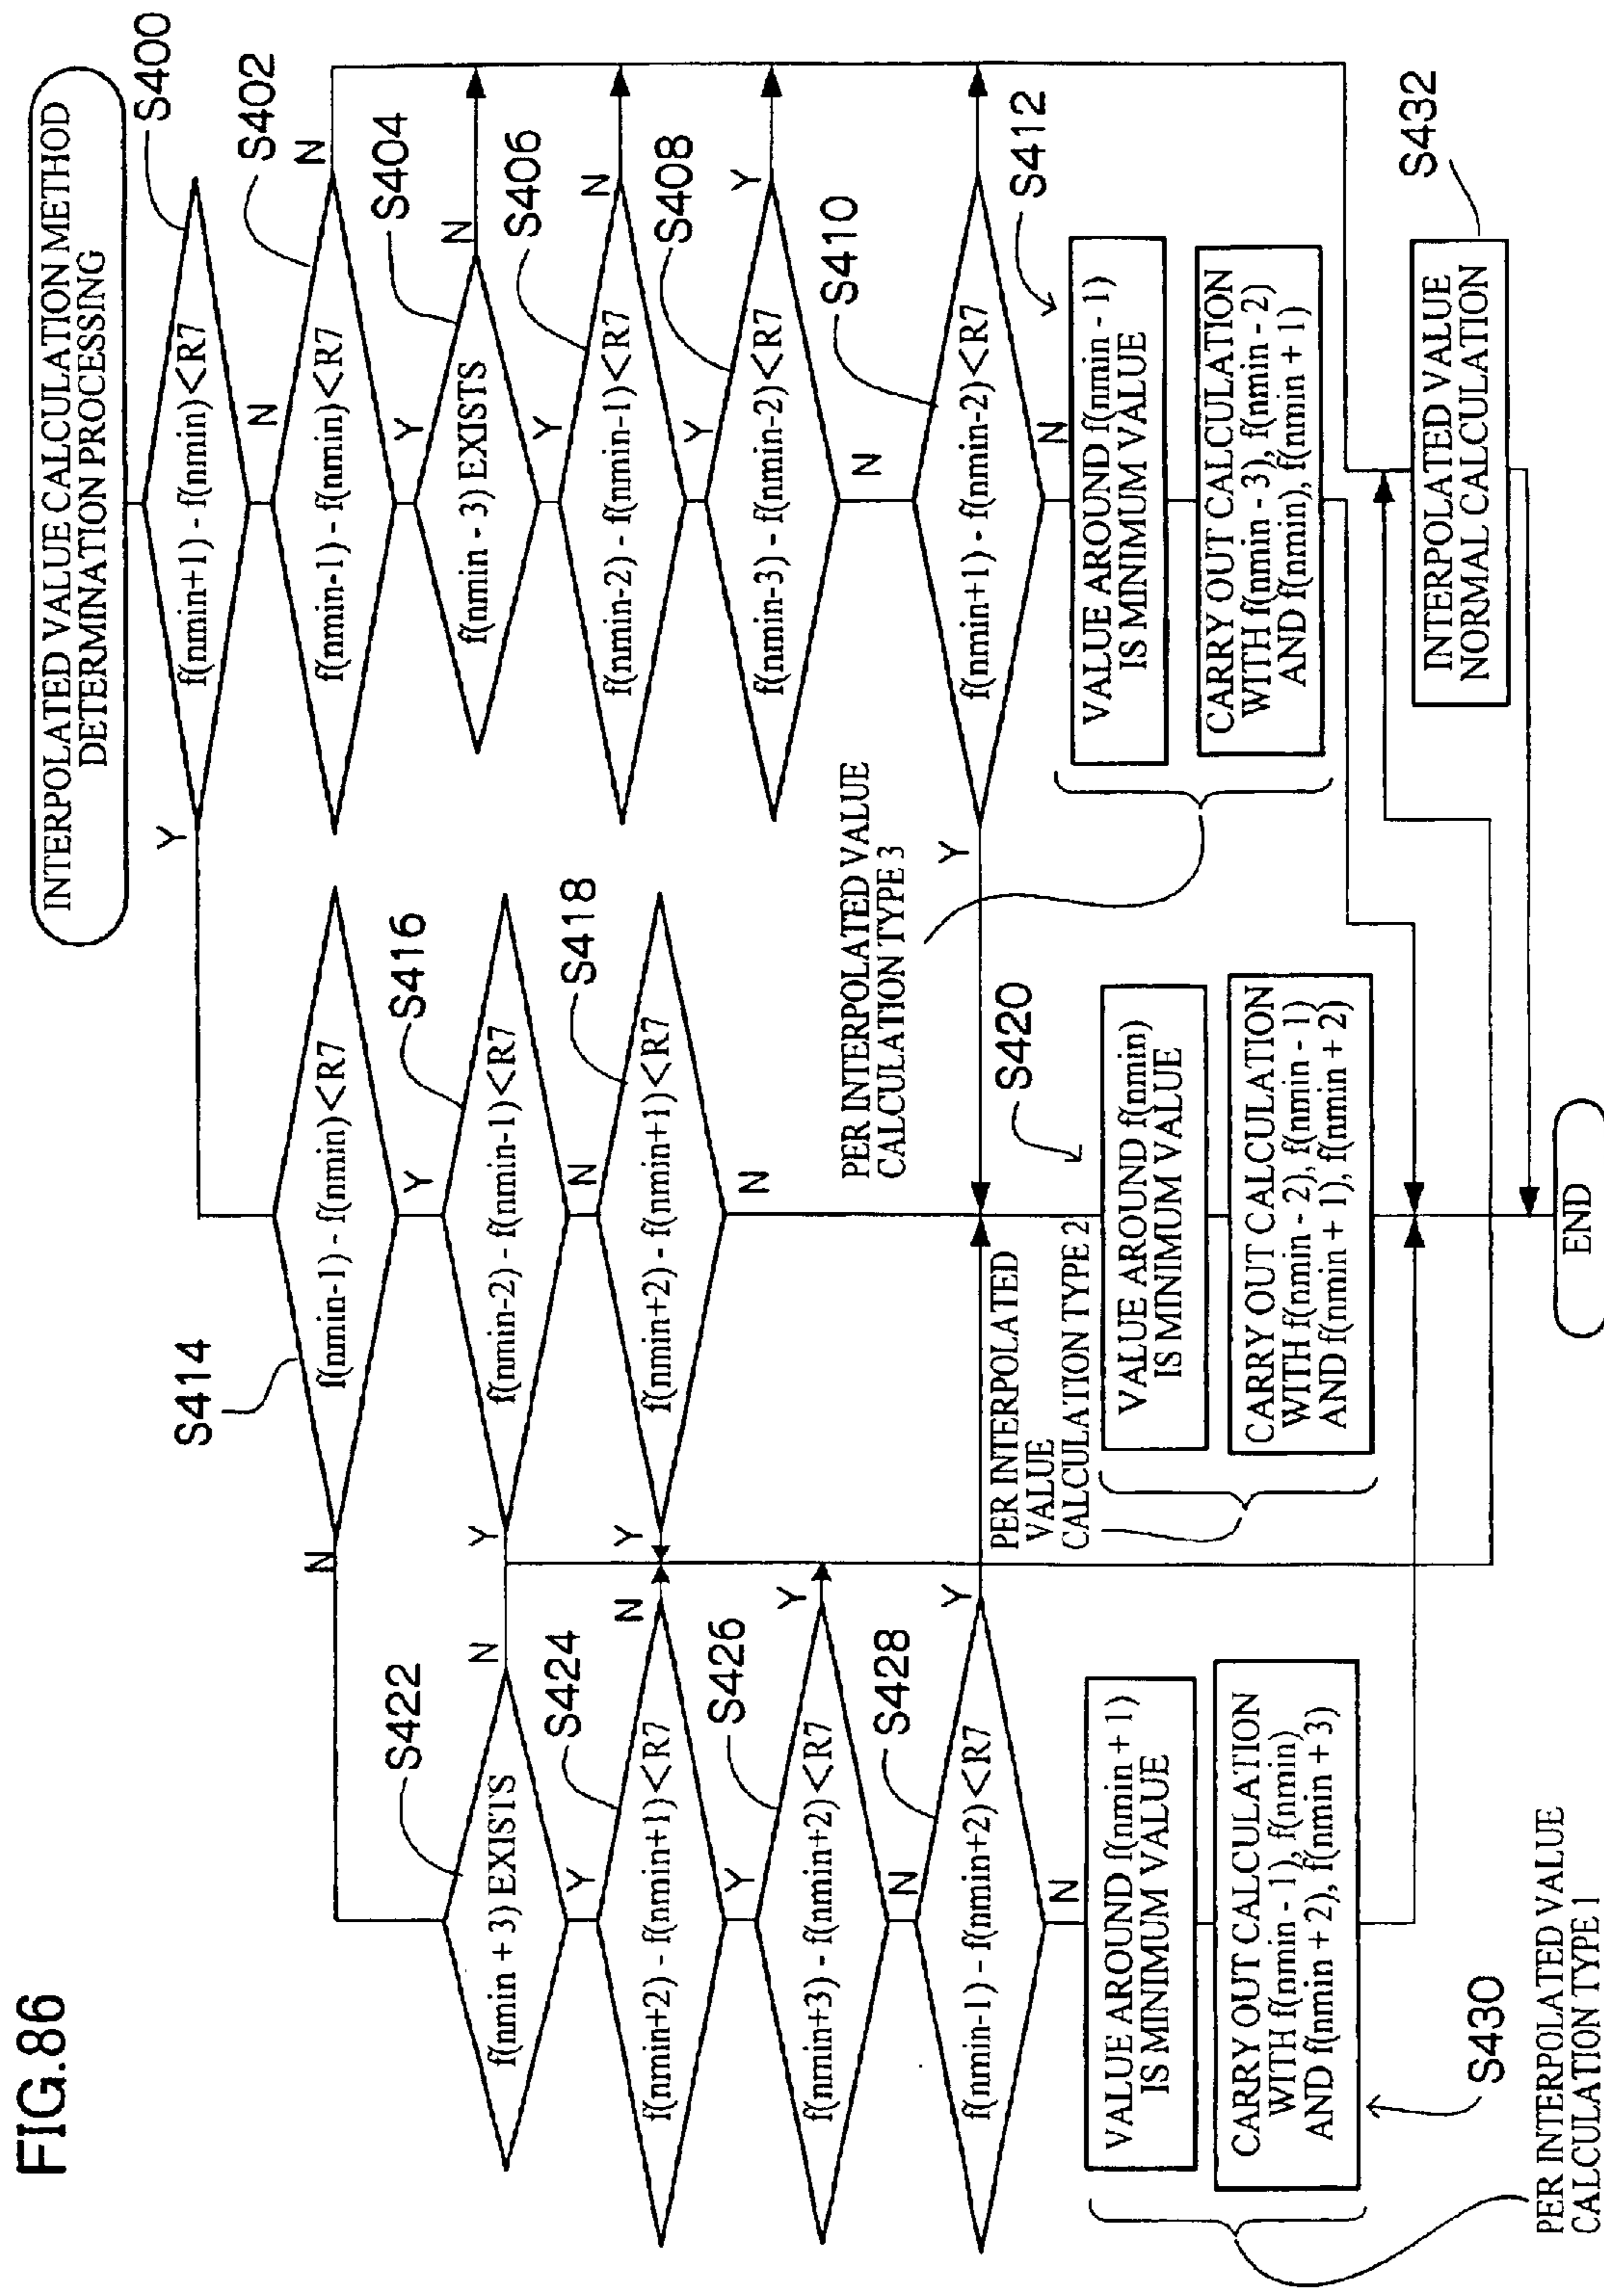 FIG.86
INTERPOLATED VALUE CALCULATION METHOD
DETERMINATION PROCESSING
S400
f(nmin+1) - f(nmin)<R7
Y
N
S402
f(nmin-1) - f(nmin)<R7
N
Y
S404
f(nmin - 3) EXISTS
N
Y
S406
f(nmin-2) - f(nmin-1)<R7
N
Y
S408
f(nmin-3) - f(nmin-2)<R7
Y
N
S410
f(nmin+1) - f(nmin-2)<R7
Y
N
S412
VALUE AROUND f(nmin - 1)
IS MINIMUM VALUE
CARRY OUT CALCULATION
WITH f(nmin - 3), f(nmin - 2)
AND f(nmin), f(nmin + 1)
PER INTERPOLATED VALUE
CALCULATION TYPE 3
S414
f(nmin-1) - f(nmin)<R7
N
Y
S416
f(nmin-2) - f(nmin-1)<R7
Y
N
S418
f(nmin+2) - f(nmin+1)<R7
Y
N
S420
VALUE AROUND f(nmin)
IS MINIMUM VALUE
CARRY OUT CALCULATION
WITH f(nmin - 2), f(nmin - 1)
AND f(nmin + 1), f(nmin + 2)
PER INTERPOLATED
VALUE
CALCULATION TYPE 2
S422
f(nmin + 3) EXISTS
N
Y
S424
f(nmin+2) - f(nmin+1)<R7
N
Y
S426
f(nmin+3) - f(nmin+2)<R7
Y
N
S428
f(nmin-1) - f(nmin+2)<R7
Y
N
VALUE AROUND f(nmin + 1)
IS MINIMUM VALUE
CARRY OUT CALCULATION
WITH f(nmin - 1), f(nmin)
AND f(nmin + 2), f(nmin + 3)
S430
PER INTERPOLATED VALUE
CALCULATION TYPE 1
S432
INTERPOLATED VALUE
NORMAL CALCULATION
END